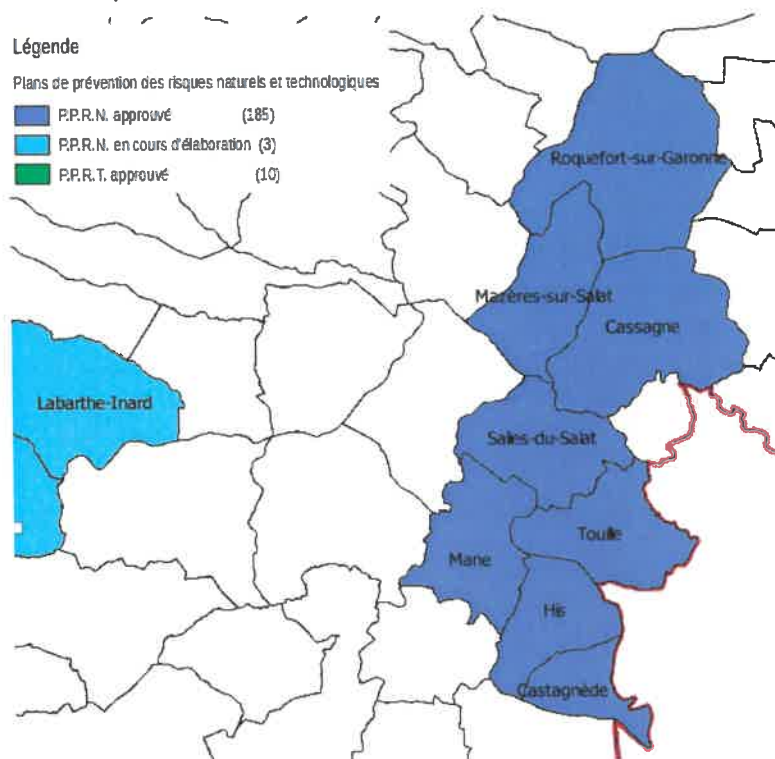 Légende
Plans de prévention des risques naturels et technologiques
P.P.R.N. approuvé (185)
P.P.R.N. en cours d'élaboration (3)
P.P.R.T. approuvé (10)
Roquefort-sur-Garonne
Mazères-sur-Salat
Cassagne
Labarthe-Inard
Salies-du-Salat
Touille
Mane
His
Castagnède